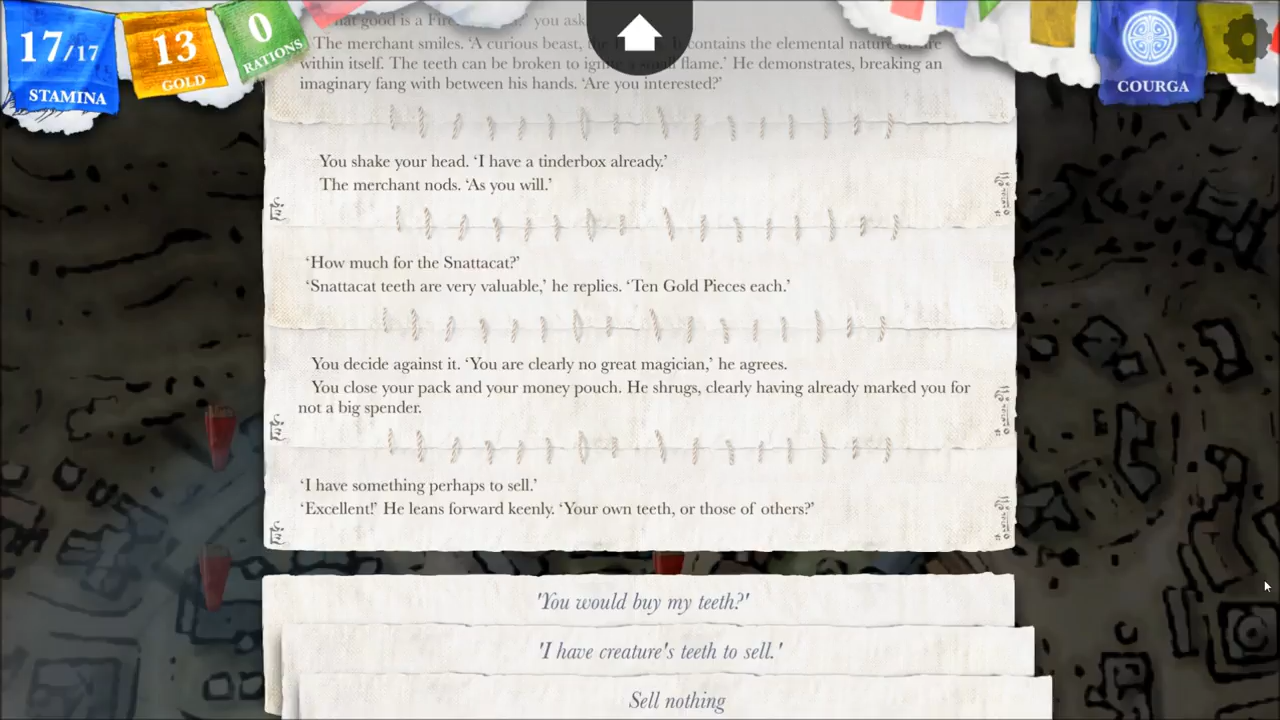 17/17
STAMINA
13
GOLD
0
RATIONS
COURGA
good is a you ask
The merchant smiles. ‘A curious beast, contains the elemental nature of fire
within itself. The teeth can be broken to ignite a small flame.’ He demonstrates, breaking an
imaginary fang with between his hands. ‘Are you interested?’
You shake your head. ‘I have a tinderbox already.’
The merchant nods. ‘As you will.’
‘How much for the Snattacat?’
‘Snattacat teeth are very valuable,’ he replies. ‘Ten Gold Pieces each.’
You decide against it. ‘You are clearly no great magician,’ he agrees.
You close your pack and your money pouch. He shrugs, clearly having already marked you for
not a big spender.
‘I have something perhaps to sell.’
‘Excellent!’ He leans forward keenly. ‘Your own teeth, or those of others?’
'You would buy my teeth?'
'I have creature's teeth to sell.'
Sell nothing